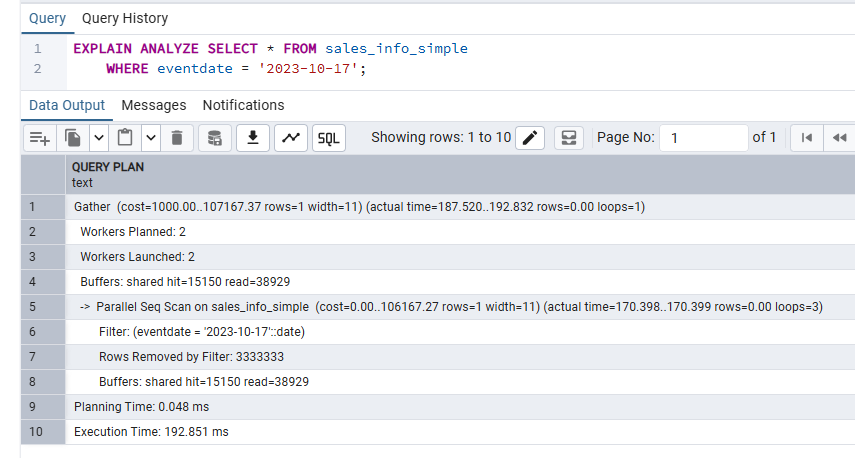 Query Query History
1 EXPLAIN ANALYZE SELECT * FROM sales_info_simple
2 WHERE eventdate = '2023-10-17';
Data Output Messages Notifications
SQL Showing rows: 1 to 10 Page No: 1 of 1
QUERY PLAN
text
1 Gather (cost=1000.00..107167.37 rows=1 width=11) (actual time=187.520..192.832 rows=0.00 loops=1)
2 Workers Planned: 2
3 Workers Launched: 2
4 Buffers: shared hit=15150 read=38929
5 -> Parallel Seq Scan on sales_info_simple (cost=0.00..106167.27 rows=1 width=11) (actual time=170.398..170.399 rows=0.00 loops=3)
6 Filter: (eventdate = '2023-10-17'::date)
7 Rows Removed by Filter: 3333333
8 Buffers: shared hit=15150 read=38929
9 Planning Time: 0.048 ms
10 Execution Time: 192.851 ms